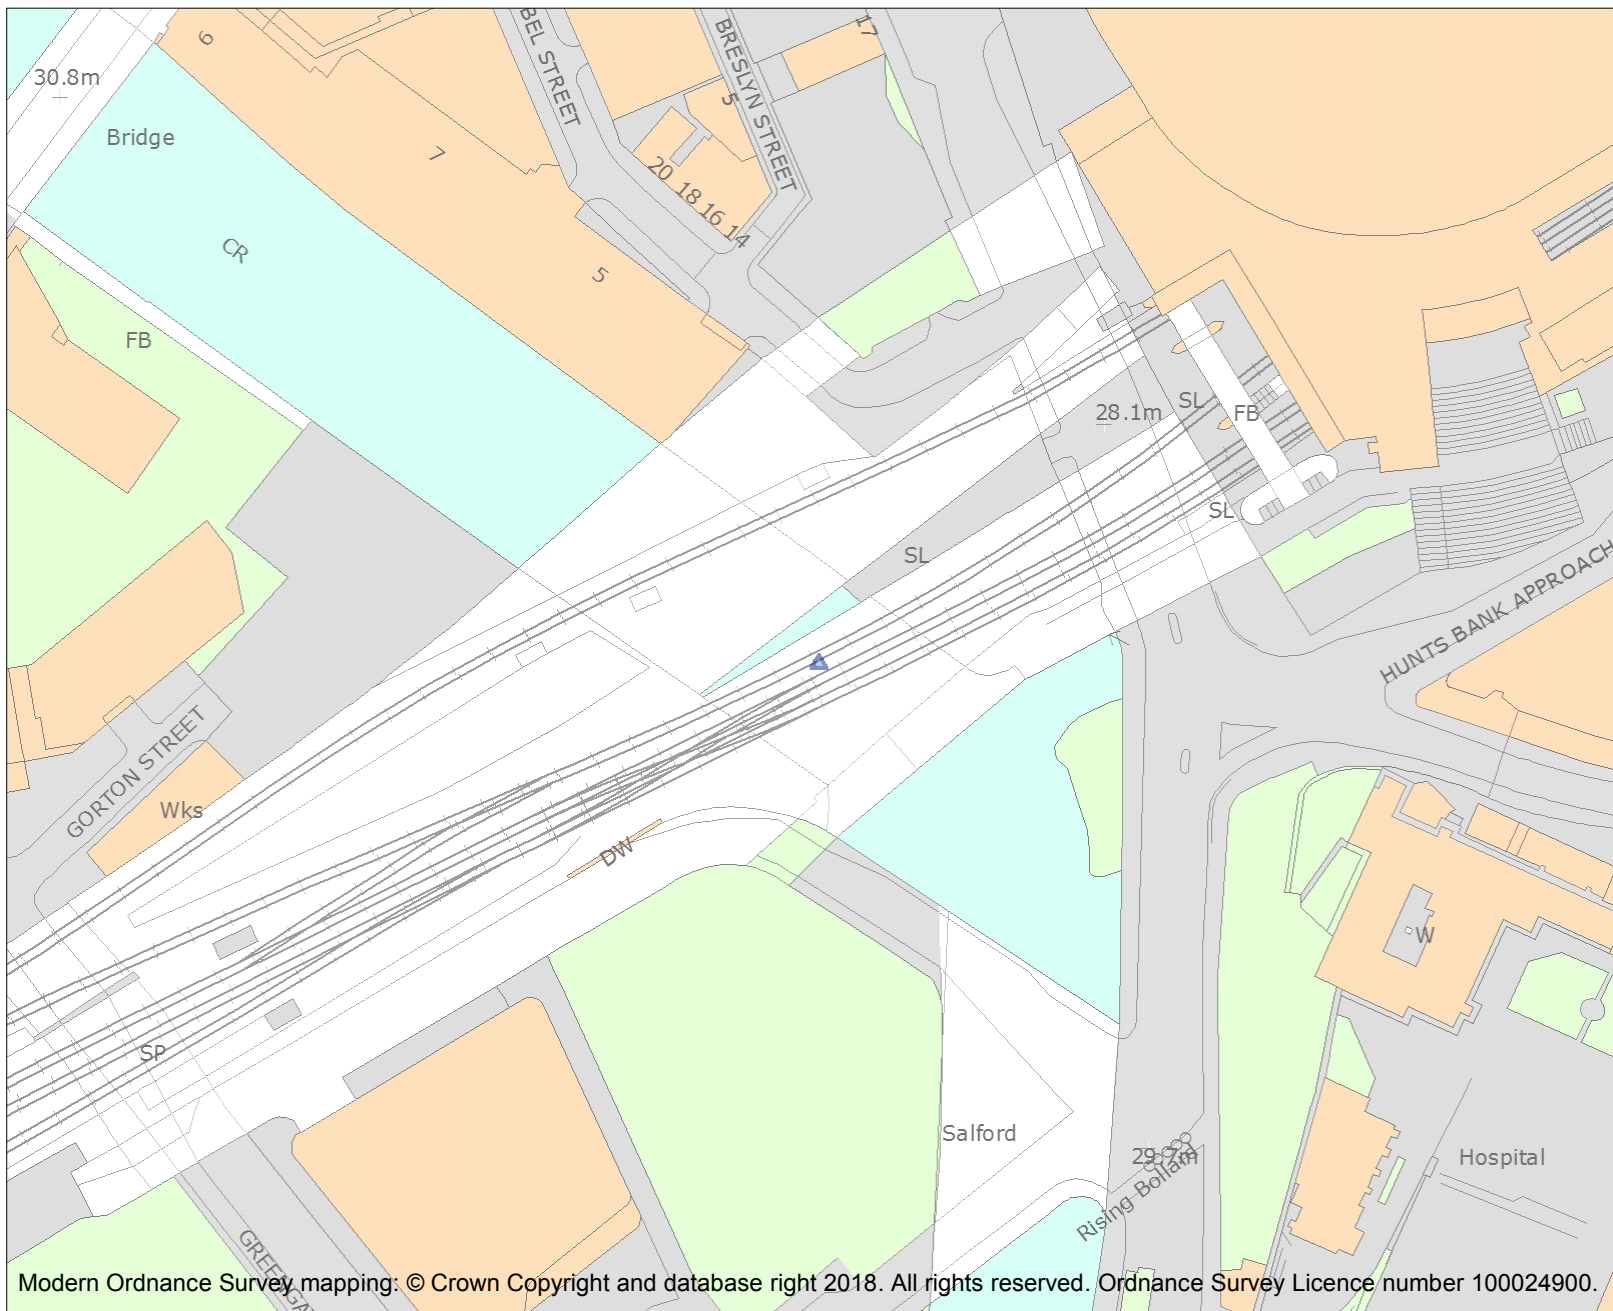 6
BEL STREET
BRESLYN STREET
17
30.8m
Bridge
7
5
20 18 16 14
CR
5
FB
28.1m
SL
FB
SL
SL
HUNTS BANK APPROACH
GORTON STREET
Wks
DW
W
SP
Salford
29.7m
Rising Bollard
Hospital
GREENGA
Modern Ordnance Survey mapping: © Crown Copyright and database right 2018. All rights reserved. Ordnance Survey Licence number 100024900.